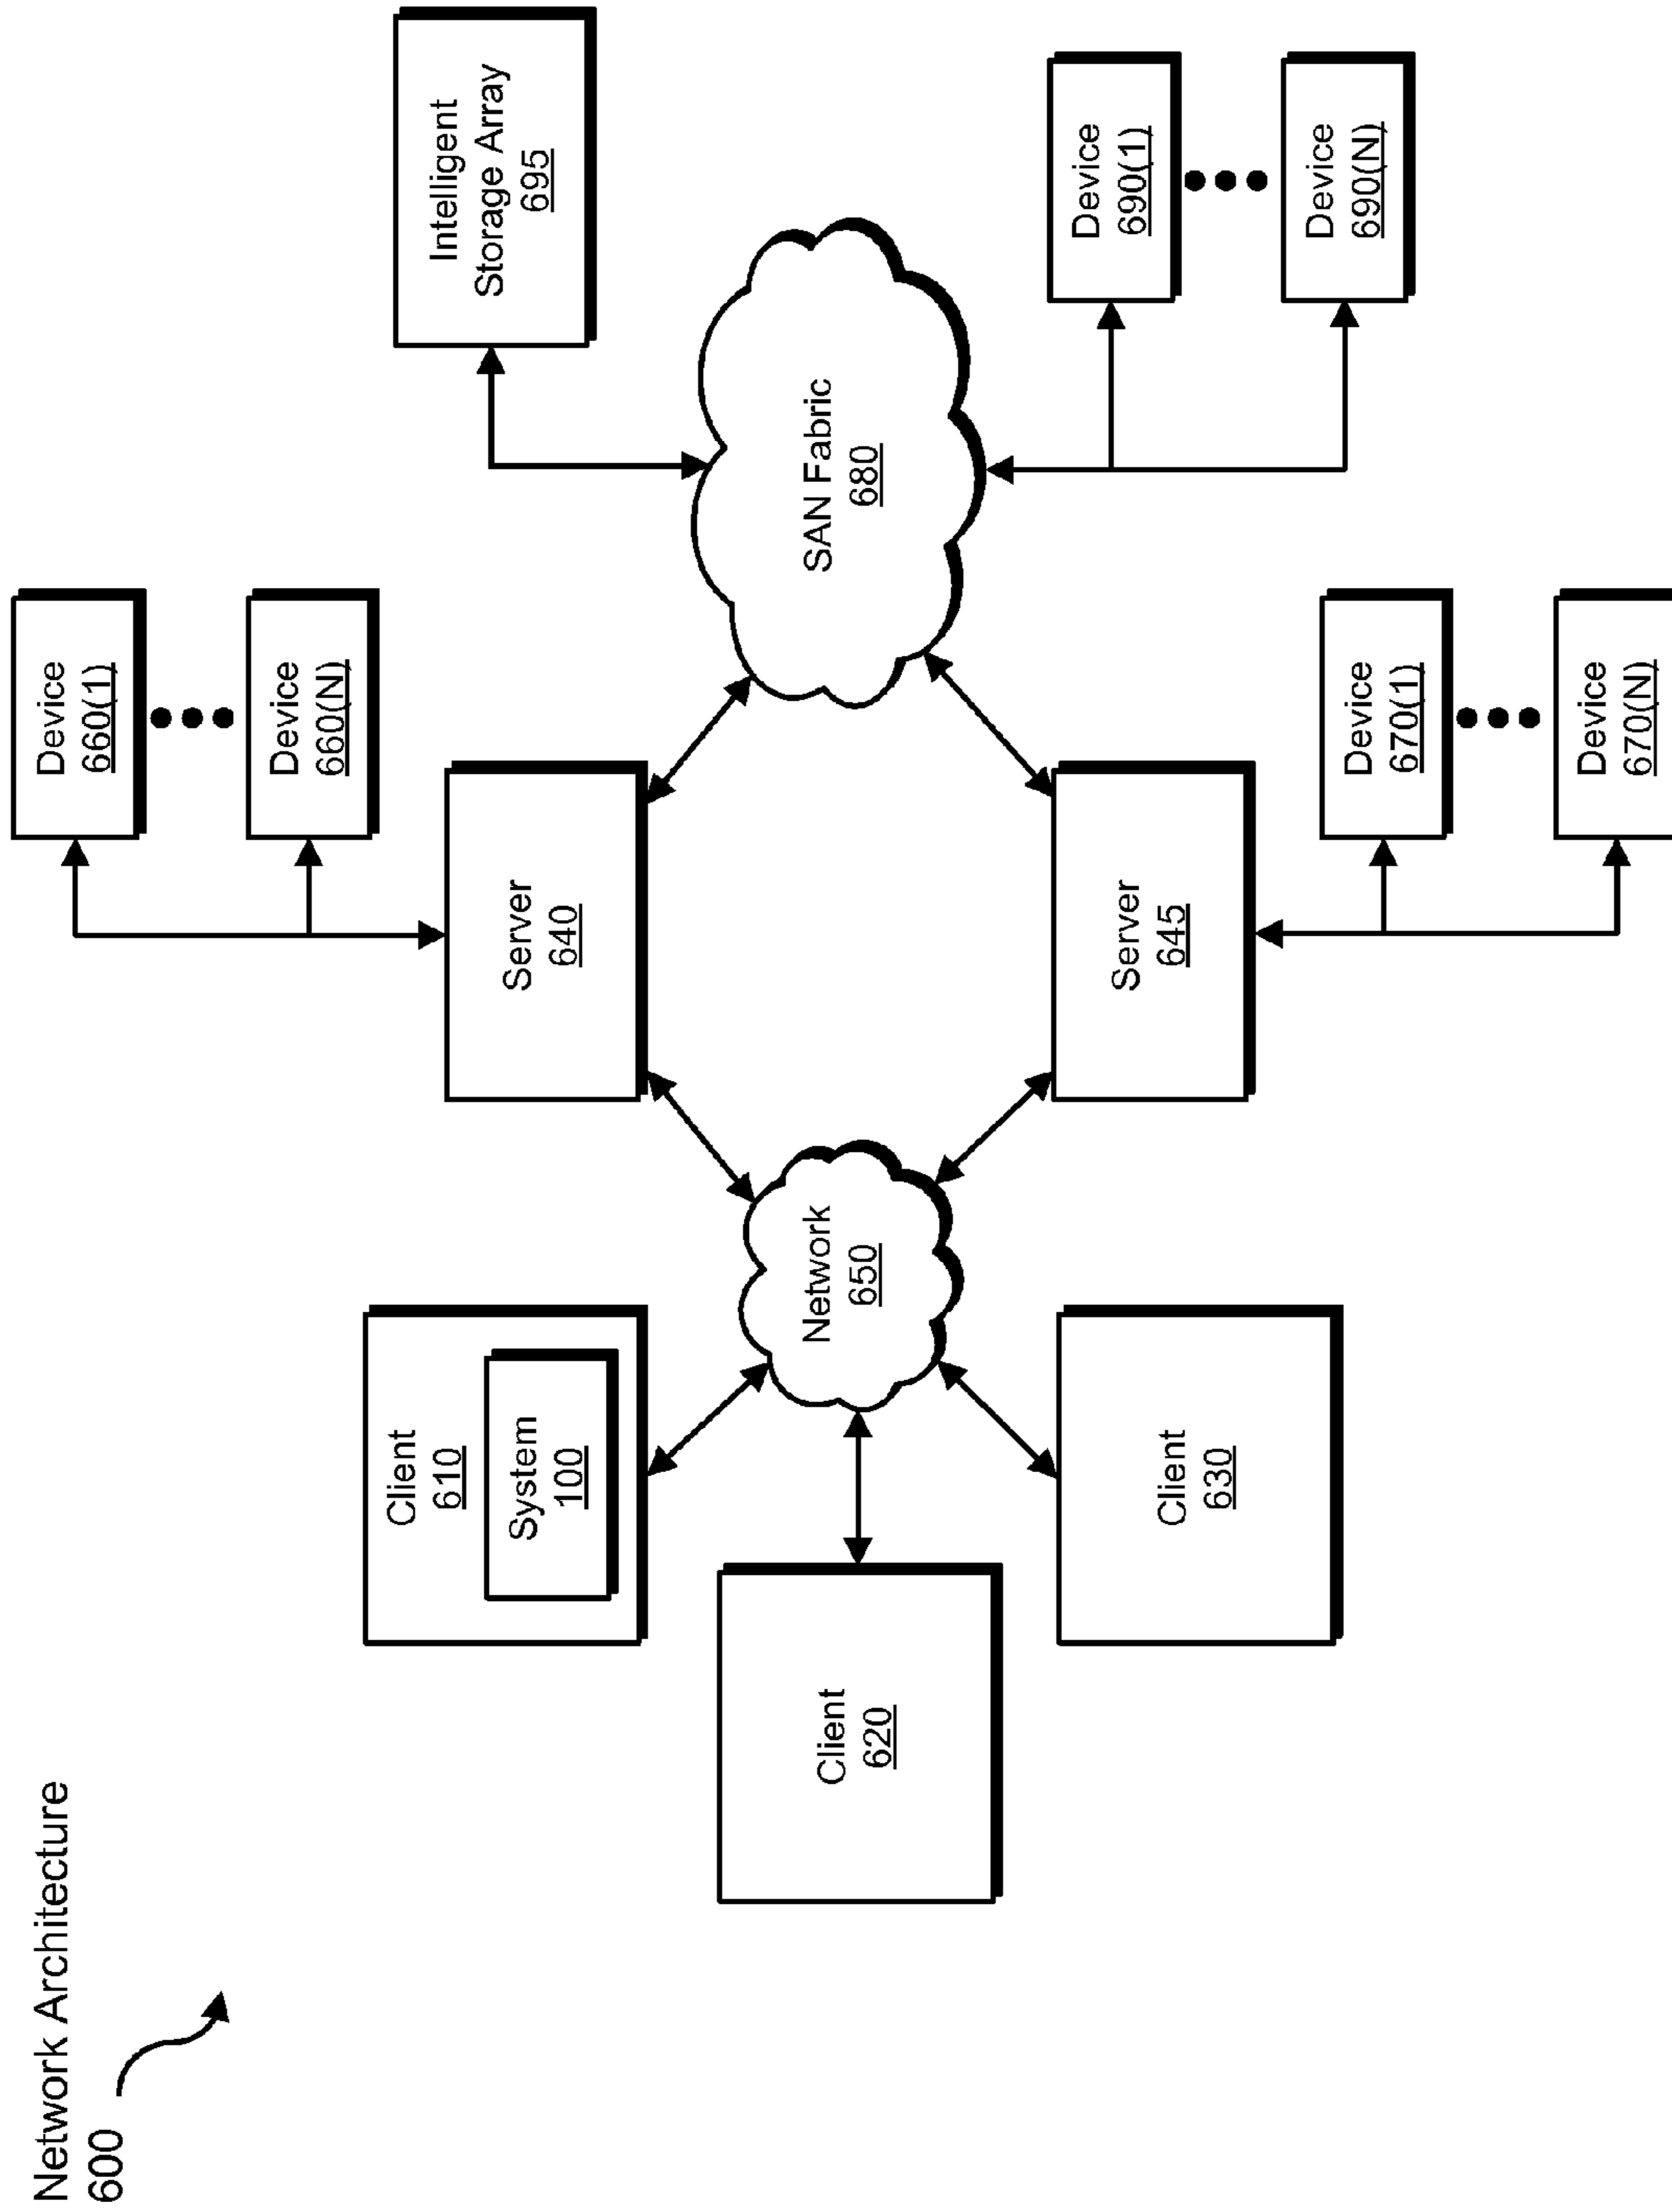 Network Architecture
600
Device
660(1)
Device
660(N)
Intelligent
Storage Array
695
Client
610
System
100
Server
640
Client
620
Network
650
SAN Fabric
680
Client
630
Server
645
Device
690(1)
Device
690(N)
Device
670(1)
Device
670(N)